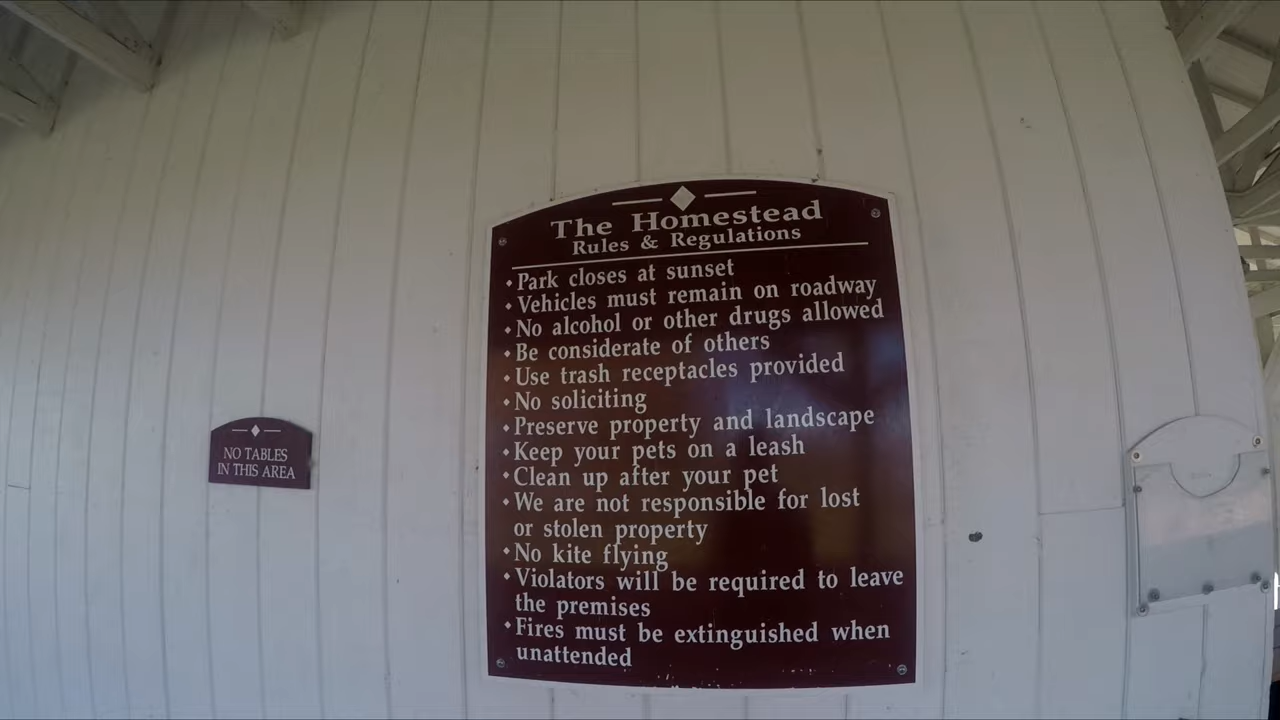 The Homestead
Rules & Regulations
Park closes at sunset
Vehicles must remain on roadway
No alcohol or other drugs allowed
Be considerate of others
Use trash receptacles provided
No soliciting
Preserve property and landscape
Keep your pets on a leash
Clean up after your pet
We are not responsible for lost
or stolen property
No kite flying
Violators will be required to leave
the premises
Fires must be extinguished when
unattended
NO TABLES
IN THIS AREA